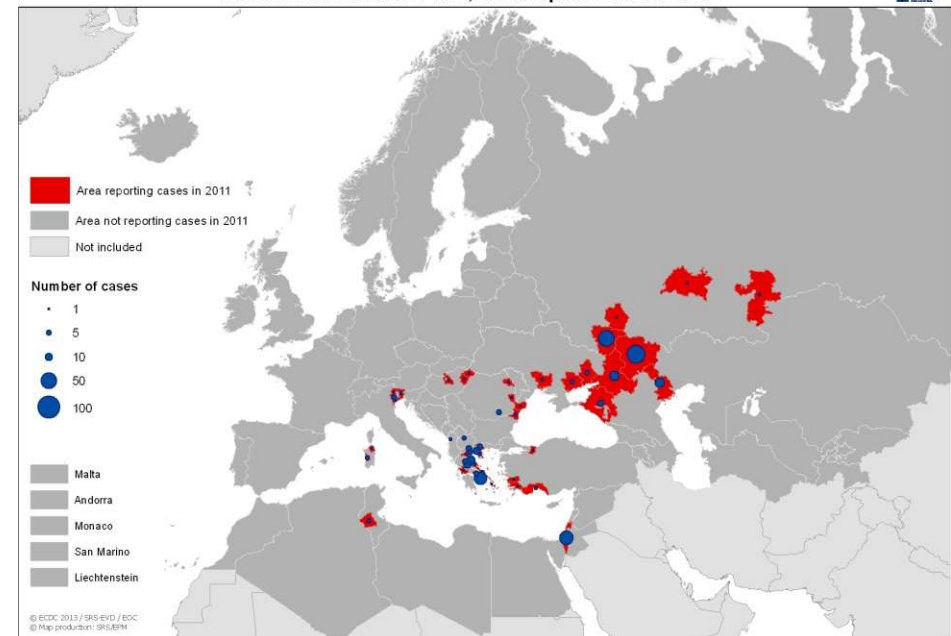 Area reporting cases in 2011
Area not reporting cases in 2011
Not included
Number of cases
1
5
10
50
100
Malta
Andorra
Monaco
San Marino
Liechtenstein
© ECDC 2013 / SRS-EVD / EOC
© Map production: SRS/EPM